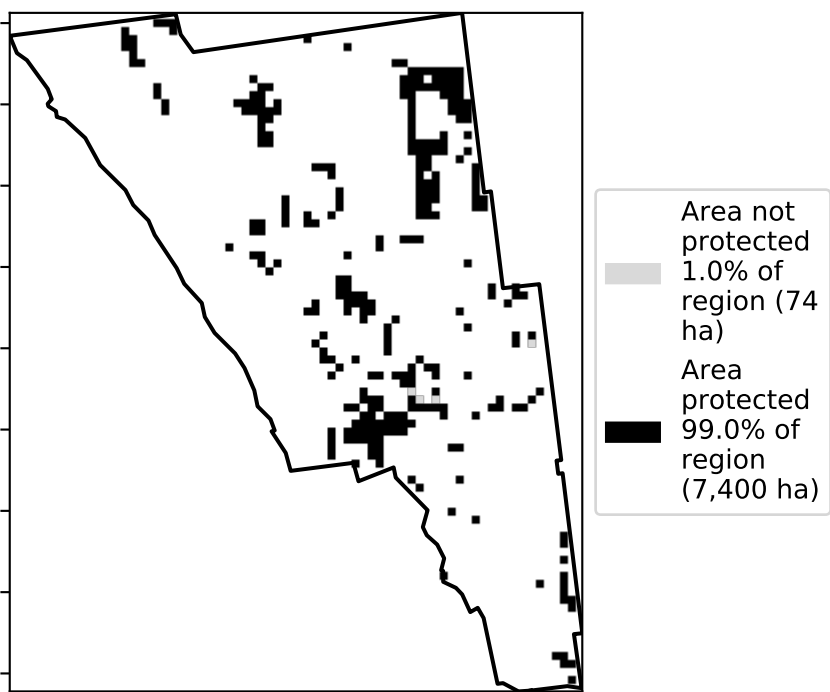 Area not
protected
1.0% of
region (74
ha)
Area
protected
99.0% of
region
(7,400 ha)